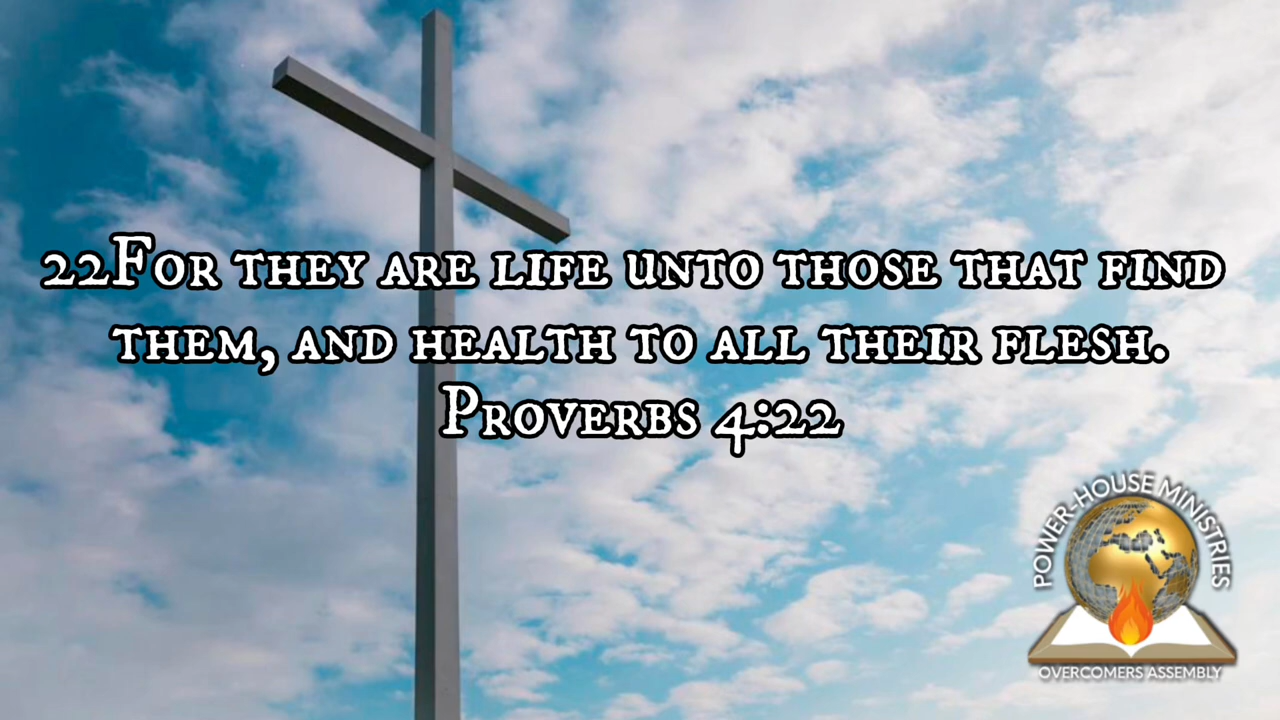 22For they are life unto those that find
them, and health to all their flesh.
Proverbs 4:22
POWER-HOUSE MINISTRIES
OVERCOMERS ASSEMBLY